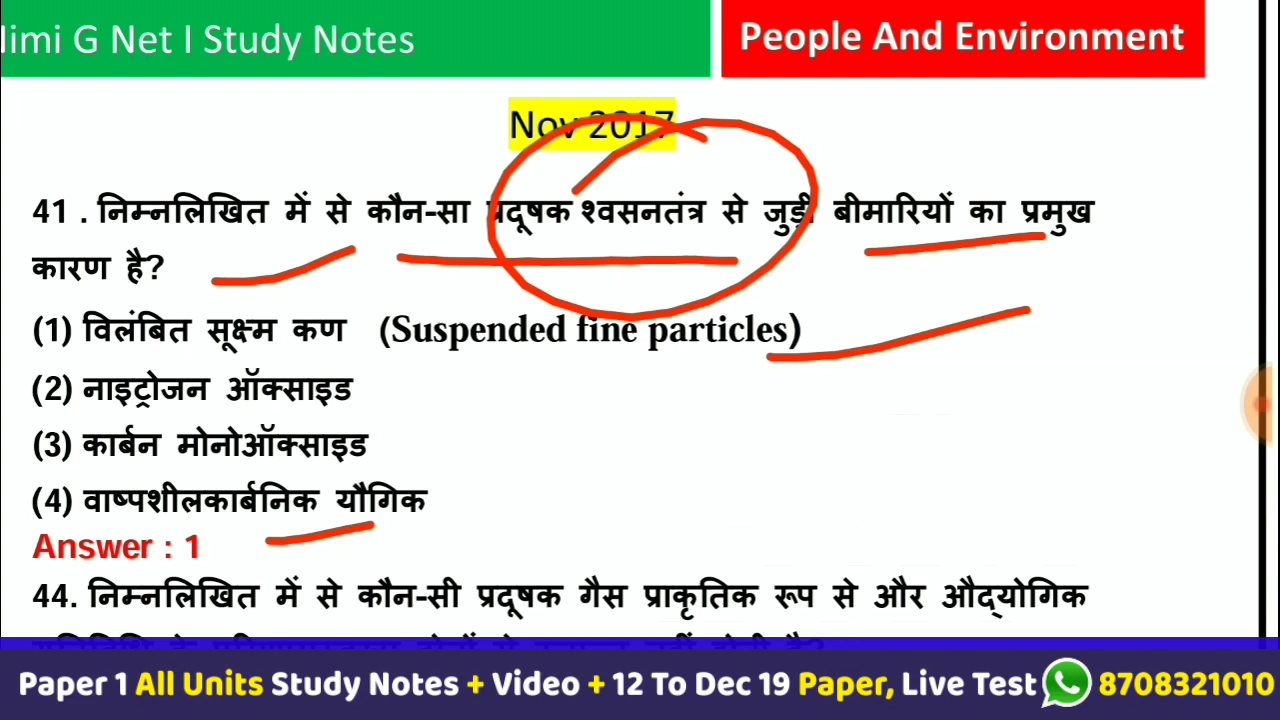 imi G Net I Study Notes
People And Environment
Nov 2017
41 . निम्नलिखित में से कौन-सा प्रदूषक श्वसनतंत्र से जुड़ी बीमारियों का प्रमुख
कारण है?
(1) विलंबित सूक्ष्म कण (Suspended fine particles)
(2) नाइट्रोजन ऑक्साइड
(3) कार्बन मोनोऑक्साइड
(4) वाष्पशीलकार्बनिक यौगिक
Answer : 1
44. निम्नलिखित में से कौन-सी प्रदूषक गैस प्राकृतिक रूप से और औद्योगिक
Paper 1 All Units Study Notes + Video + 12 To Dec 19 Paper, Live Test 8708321010